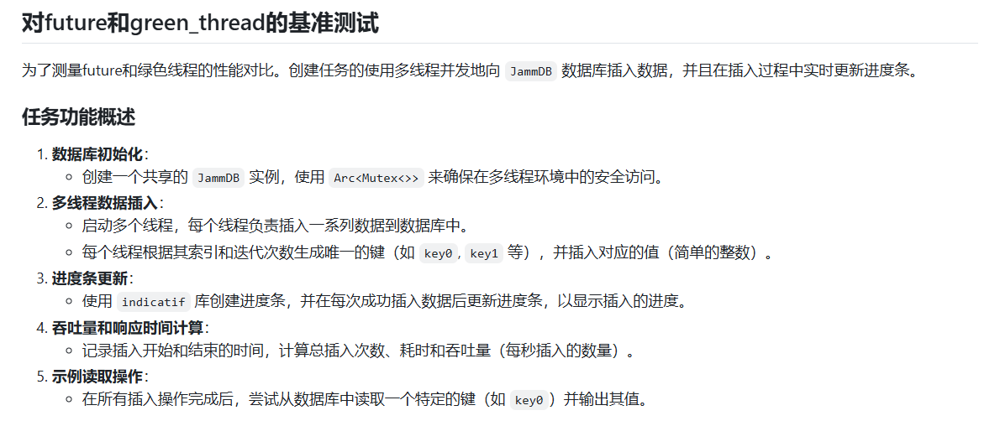 对future和green_thread的基准测试
为了测量future和绿色线程的性能对比。创建任务的使用多线程并发地向 JammDB 数据库插入数据，并且在插入过程中实时更新进度条。
任务功能概述
1. 数据库初始化：
◦ 创建一个共享的 JammDB 实例，使用 Arc<Mutex<>> 来确保在多线程环境中的安全访问。
2. 多线程数据插入：
◦ 启动多个线程，每个线程负责插入一系列数据到数据库中。
◦ 每个线程根据其索引和迭代次数生成唯一的键（如 key0, key1 等），并插入对应的值（简单的整数）。
3. 进度条更新：
◦ 使用 indicatif 库创建进度条，并在每次成功插入数据后更新进度条，以显示插入的进度。
4. 吞吐量和响应时间计算：
◦ 记录插入开始和结束的时间，计算总插入次数、耗时和吞吐量（每秒插入的数量）。
5. 示例读取操作：
◦ 在所有插入操作完成后，尝试从数据库中读取一个特定的键（如 key0）并输出其值。